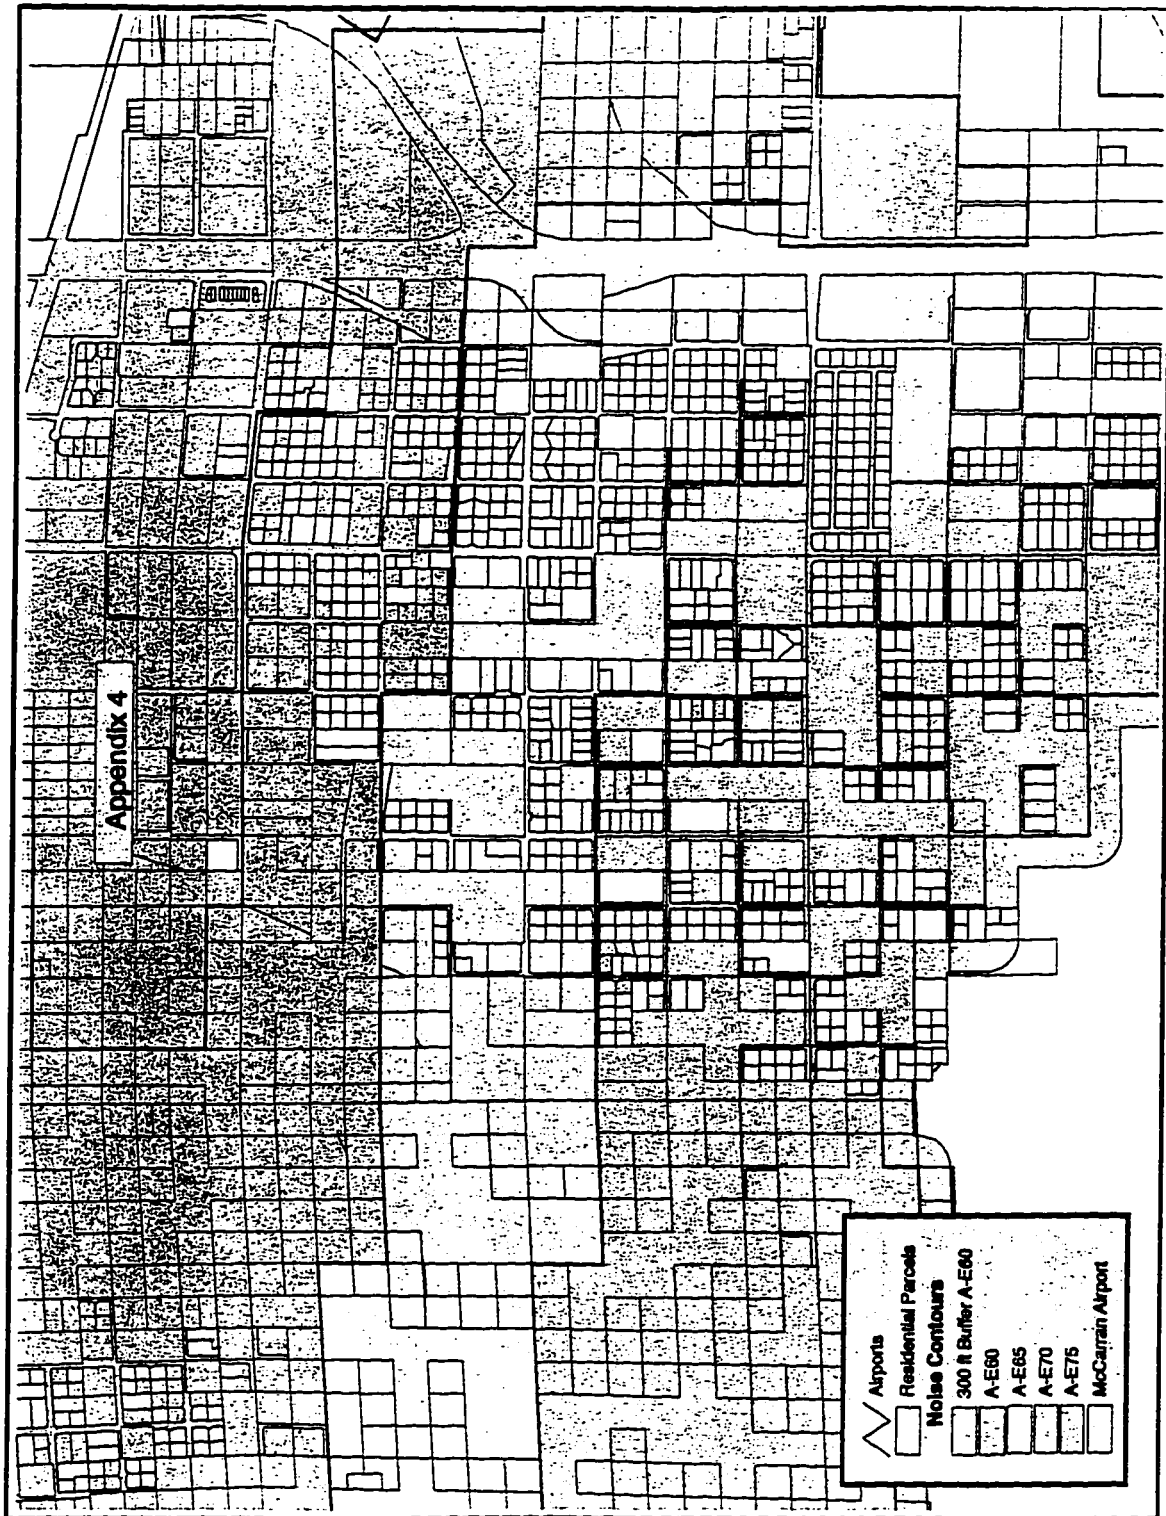 Appendix 4
Airports
Residential Parcels
Noise Contours
300 ft Buffer A-E60
A-E60
A-E65
A-E70
A-E75
McCarran Airport